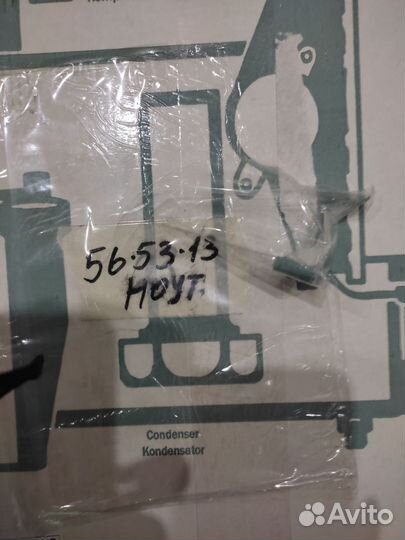 56.53.13
НОУТ.
Condenser
Kondensator
Avito